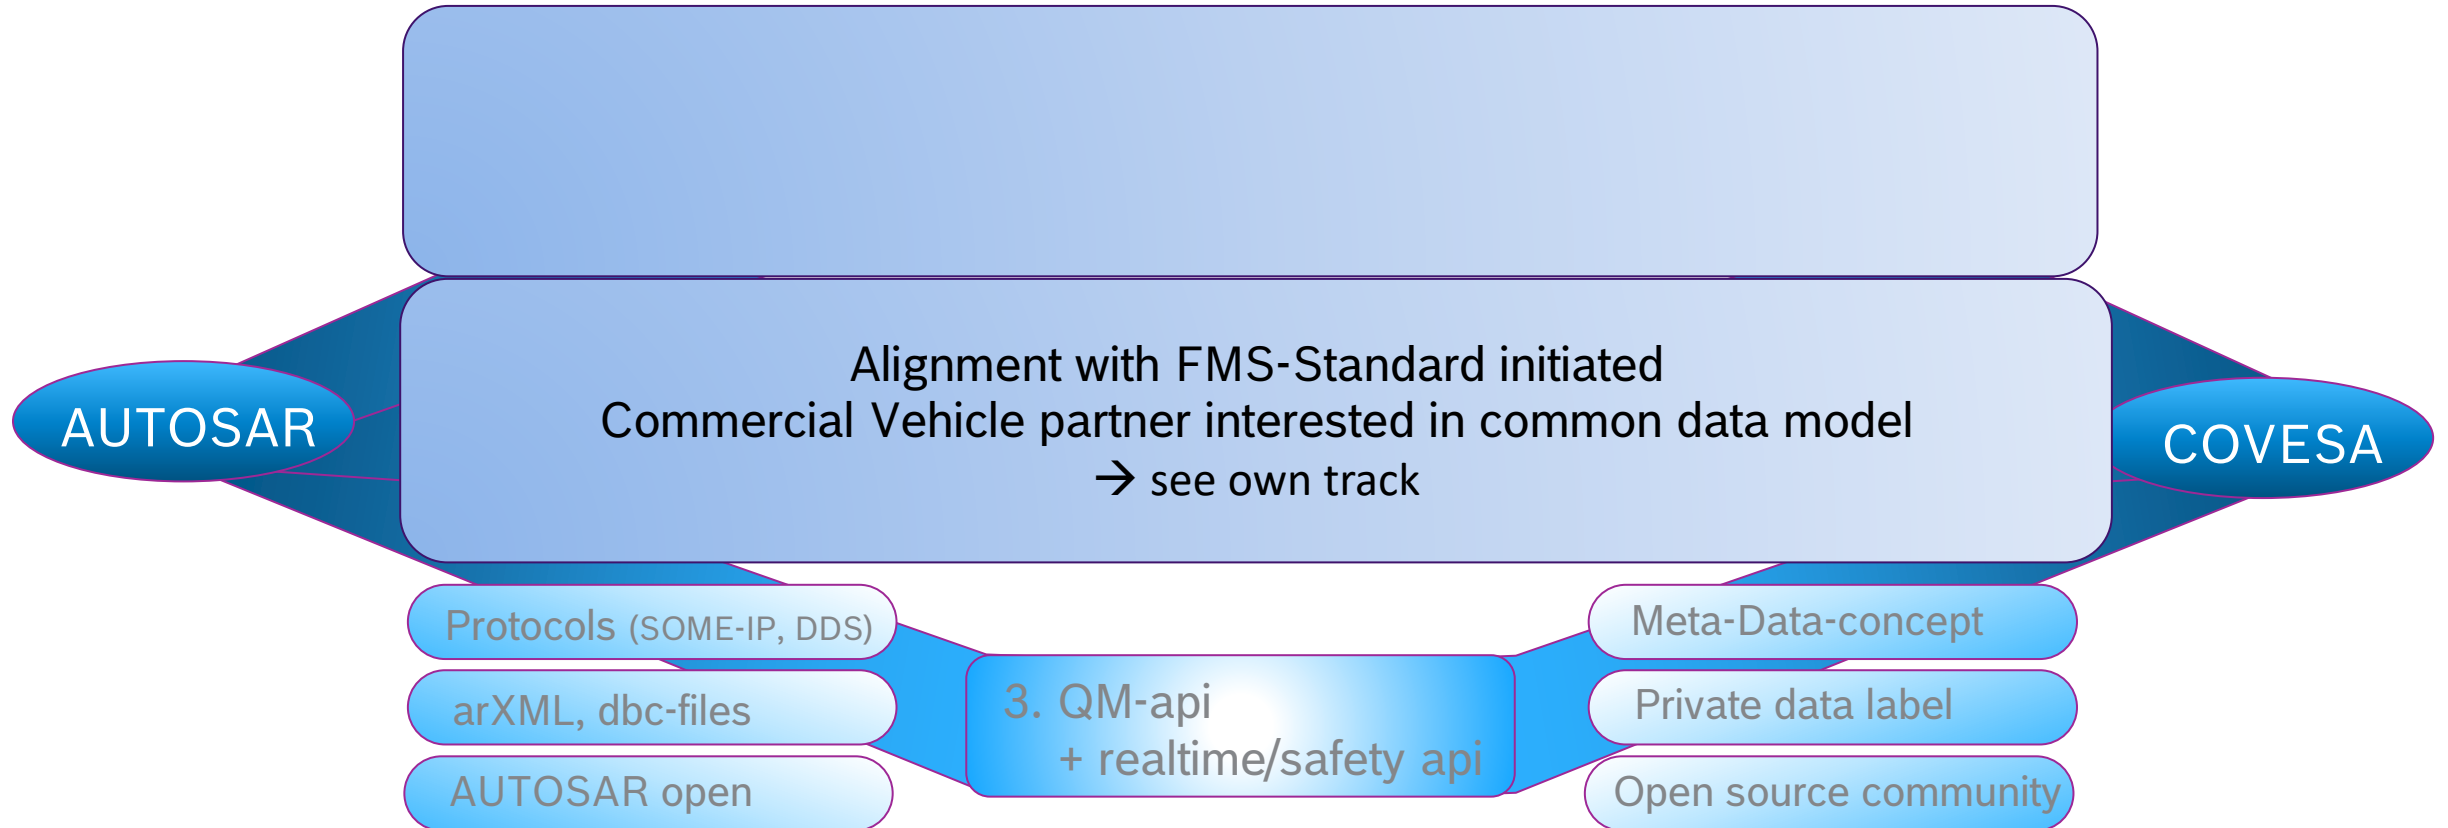 Alignment with FMS-Standard initiated
Commercial Vehicle partner interested in common data model
→ see own track
AUTOSAR
COVESA
Protocols (SOME-IP, DDS)
arXML, dbc-files
AUTOSAR open
3. QM-api
+ realtime/safety api
Meta-Data-concept
Private data label
Open source community